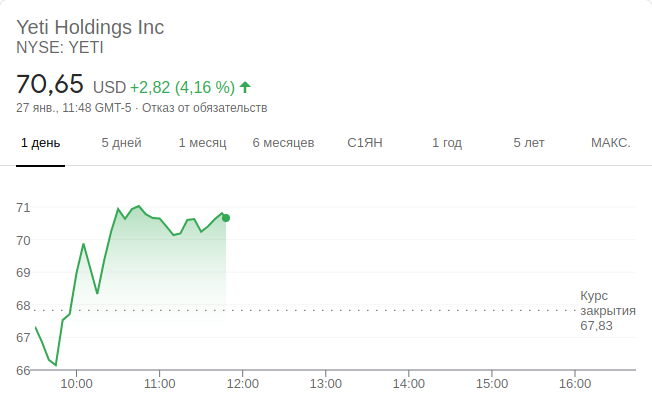 Yeti Holdings Inc
NYSE: YETI
70,65 USD +2,82 (4,16 %)
27 янв., 11:48 GMT-5 · Отказ от обязательств
1 день 5 дней 1 месяц 6 месяцев С1ЯН 1 год 5 лет МАКС.
71
70
69
68
67
66
Курс
закрытия
67,83
10:00 11:00 12:00 13:00 14:00 15:00 16:00